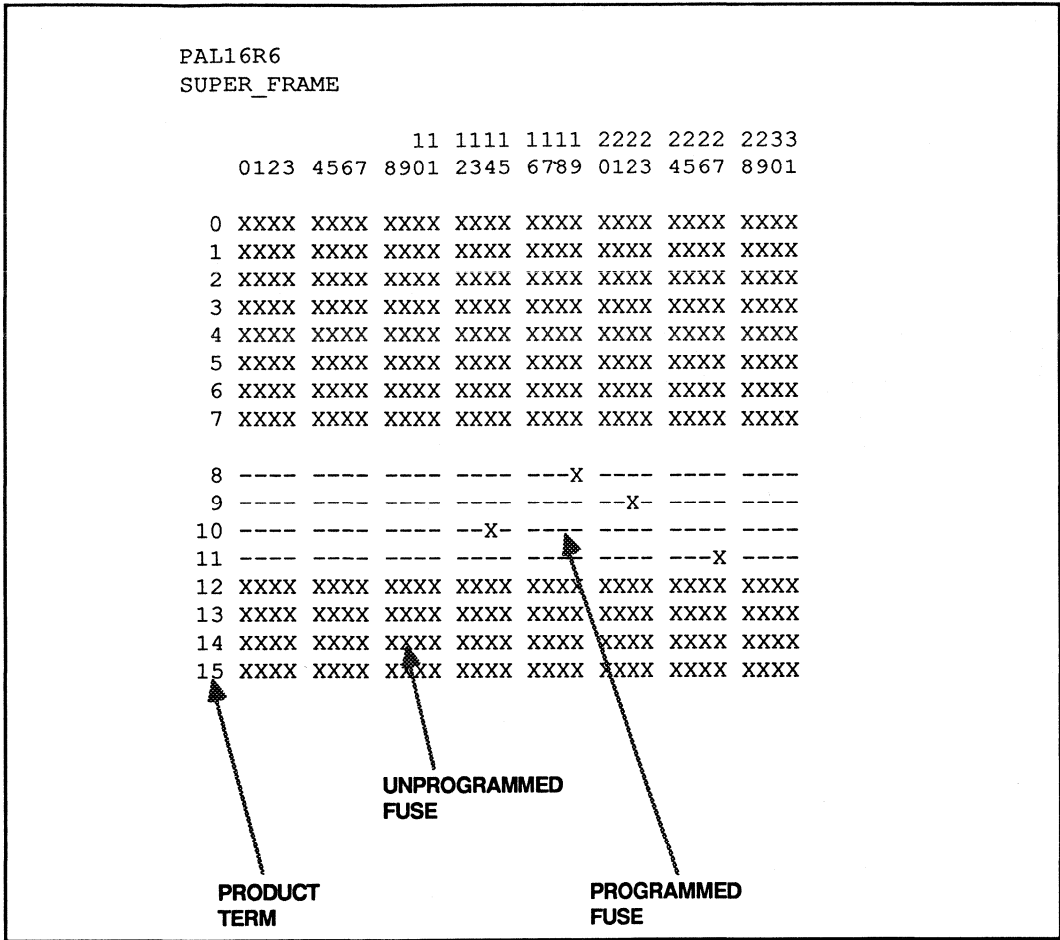 PAL16R6
SUPER_FRAME
11 1111 1111 2222 2222 2233
0123 4567 8901 2345 6789 0123 4567 8901
0 XXXX XXXX XXXX XXXX XXXX XXXX XXXX XXXX
1 XXXX XXXX XXXX XXXX XXXX XXXX XXXX XXXX
2 XXXX XXXX XXXX XXXX XXXX XXXX XXXX XXXX
3 XXXX XXXX XXXX XXXX XXXX XXXX XXXX XXXX
4 XXXX XXXX XXXX XXXX XXXX XXXX XXXX XXXX
5 XXXX XXXX XXXX XXXX XXXX XXXX XXXX XXXX
6 XXXX XXXX XXXX XXXX XXXX XXXX XXXX XXXX
7 XXXX XXXX XXXX XXXX XXXX XXXX XXXX XXXX
8 ---- ---- ---- ---- ---X ---- ---- ----
9 ---- ---- ---- ---- ---- --X- ---- ----
10 ---- ---- ---- --X- ---- ---- ---- ----
11 ---- ---- ---- ---- ---- ---- ---X ----
12 XXXX XXXX XXXX XXXX XXXX XXXX XXXX XXXX
13 XXXX XXXX XXXX XXXX XXXX XXXX XXXX XXXX
14 XXXX XXXX XXXX XXXX XXXX XXXX XXXX XXXX
15 XXXX XXXX XXXX XXXX XXXX XXXX XXXX XXXX
UNPROGRAMMED
FUSE
PRODUCT
TERM
PROGRAMMED
FUSE